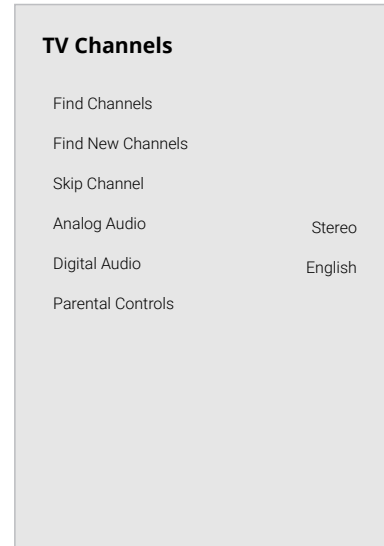 TV Channels
Find Channels
Find New Channels
Skip Channel
Analog Audio Stereo
Digital Audio English
Parental Controls